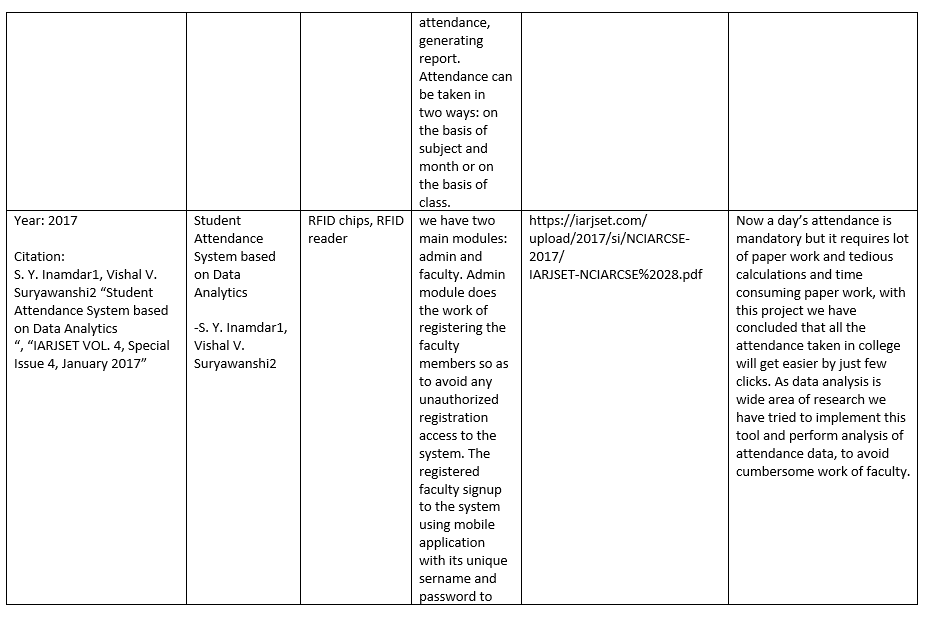 attendance,
generating
report.
Attendance can
be taken in
two ways: on
the basis of
subject and
month or on
the basis of
class.
Year: 2017
Citation:
S. Y. Inamdar1, Vishal V.
Suryawanshi2 “Student
Attendance System based
on Data Analytics
“, “IARJSET VOL. 4, Special
Issue 4, January 2017”
Student
Attendance
System based
on Data
Analytics
-S. Y. Inamdar1,
Vishal V.
Suryawanshi2
RFID chips, RFID
reader
we have two
main modules:
admin and
faculty. Admin
module does
the work of
registering the
faculty
members so as
to avoid any
unauthorized
registration
access to the
system. The
registered
faculty signup
to the system
using mobile
application
with its unique
sername and
password to
https://iarjset.com/
upload/2017/si/NCIARCSE-
2017/
IARJSET-NCIARCSE%2028.pdf
Now a day’s attendance is
mandatory but it requires lot
of paper work and tedious
calculations and time
consuming paper work, with
this project we have
concluded that all the
attendance taken in college
will get easier by just few
clicks. As data analysis is
wide area of research we
have tried to implement this
tool and perform analysis of
attendance data, to avoid
cumbersome work of faculty.